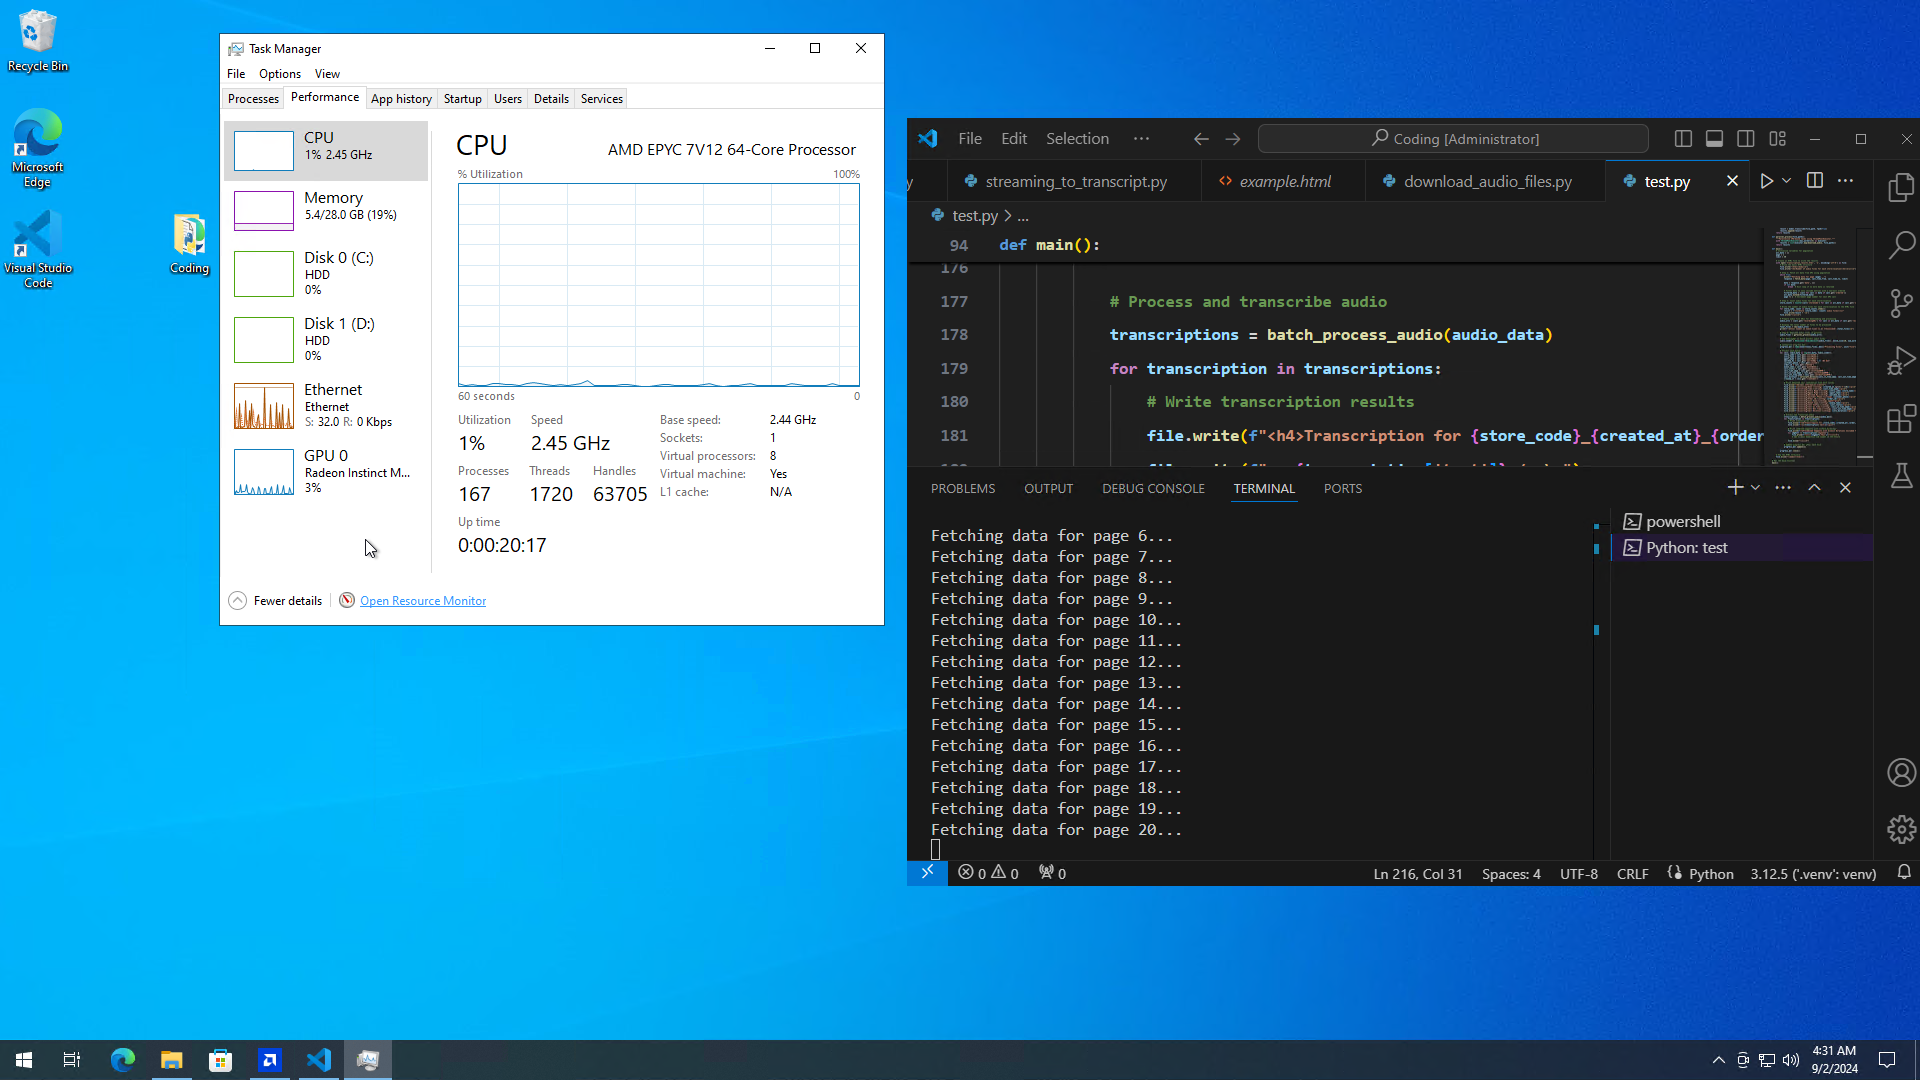 Recycle Bin
Microsoft
Edge
Visual Studio
Code
Coding
Task Manager
File Options View
Processes Performance App history Startup Users Details Services
CPU
1% 2.45 GHz
Memory
5.4/28.0 GB (19%)
Disk 0 (C:)
HDD
0%
Disk 1 (D:)
HDD
0%
Ethernet
Ethernet
S: 32.0 R: 0 Kbps
GPU 0
Radeon Instinct M...
3%
CPU AMD EPYC 7V12 64-Core Processor
% Utilization 100%
60 seconds 0
Utilization Speed
1% 2.45 GHz
Processes Threads Handles
167 1720 63705
Up time
0:00:20:17
Base speed: 2.44 GHz
Sockets: 1
Virtual processors: 8
Virtual machine: Yes
L1 cache: N/A
Fewer details Open Resource Monitor
File Edit Selection ... Coding [Administrator]
y streaming_to_transcript.py example.html download_audio_files.py test.py
test.py > ...
94 def main():
176
177 # Process and transcribe audio
178 transcriptions = batch_process_audio(audio_data)
179 for transcription in transcriptions:
180 # Write transcription results
181 file.write(f"<h4>Transcription for {store_code}_{created_at}_{order
PROBLEMS OUTPUT DEBUG CONSOLE TERMINAL PORTS
powershell
Python: test
Fetching data for page 6...
Fetching data for page 7...
Fetching data for page 8...
Fetching data for page 9...
Fetching data for page 10...
Fetching data for page 11...
Fetching data for page 12...
Fetching data for page 13...
Fetching data for page 14...
Fetching data for page 15...
Fetching data for page 16...
Fetching data for page 17...
Fetching data for page 18...
Fetching data for page 19...
Fetching data for page 20...
0 0 0 Ln 216, Col 31 Spaces: 4 UTF-8 CRLF Python 3.12.5 ('.venv': venv)
4:31 AM
9/2/2024